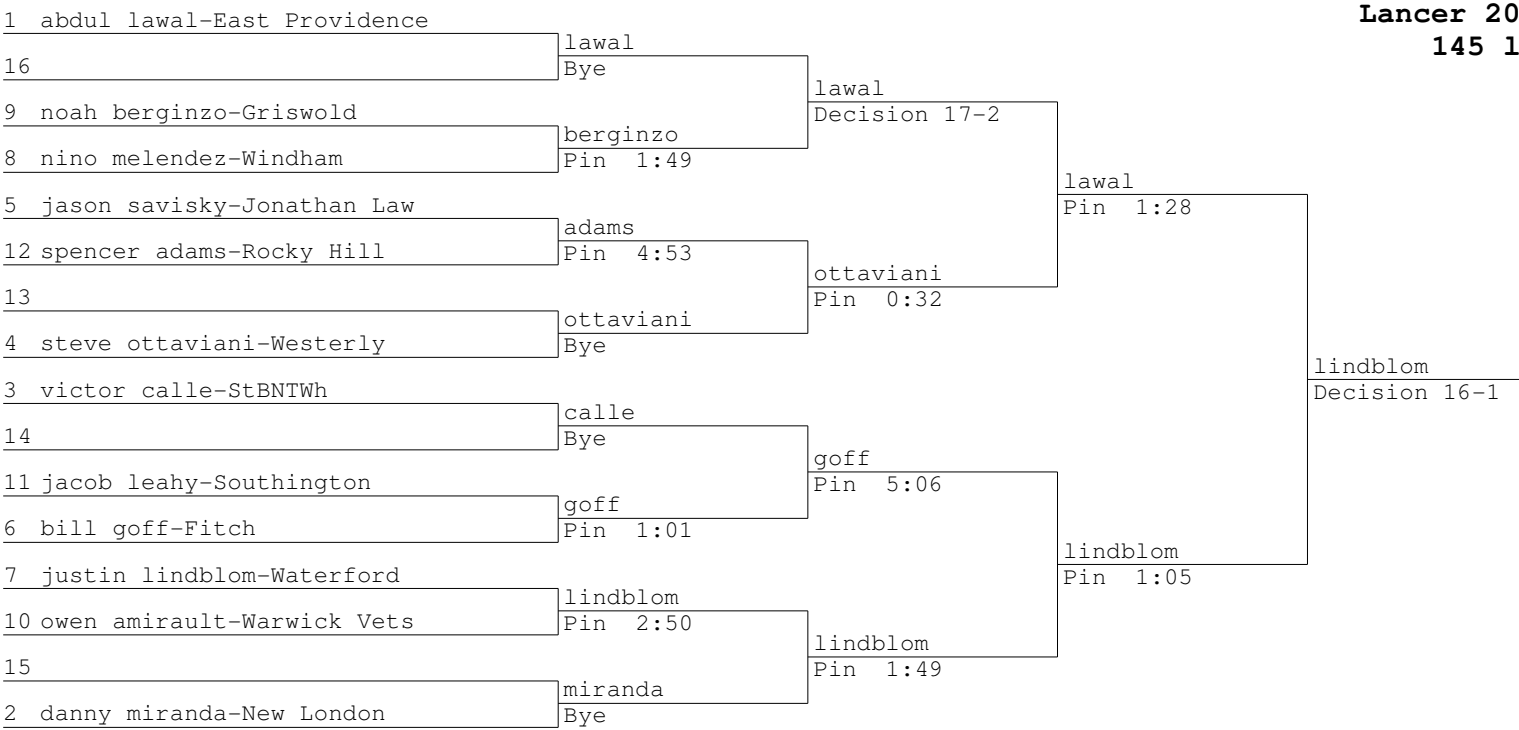 Lancer 20
145 l
1 abdul lawal-East Providence
16
9 noah berginzo-Griswold
8 nino melendez-Windham
5 jason savisky-Jonathan Law
12 spencer adams-Rocky Hill
13
4 steve ottaviani-Westerly
3 victor calle-StBNTWh
14
11 jacob leahy-Southington
6 bill goff-Fitch
7 justin lindblom-Waterford
10 owen amirault-Warwick Vets
15
2 danny miranda-New London
lawal
Bye
berginzo
Pin 1:49
adams
Pin 4:53
ottaviani
Bye
calle
Bye
goff
Pin 1:01
lindblom
Pin 2:50
miranda
Bye
lawal
Decision 17-2
ottaviani
Pin 0:32
goff
Pin 5:06
lindblom
Pin 1:49
lawal
Pin 1:28
lindblom
Pin 1:05
lindblom
Decision 16-1